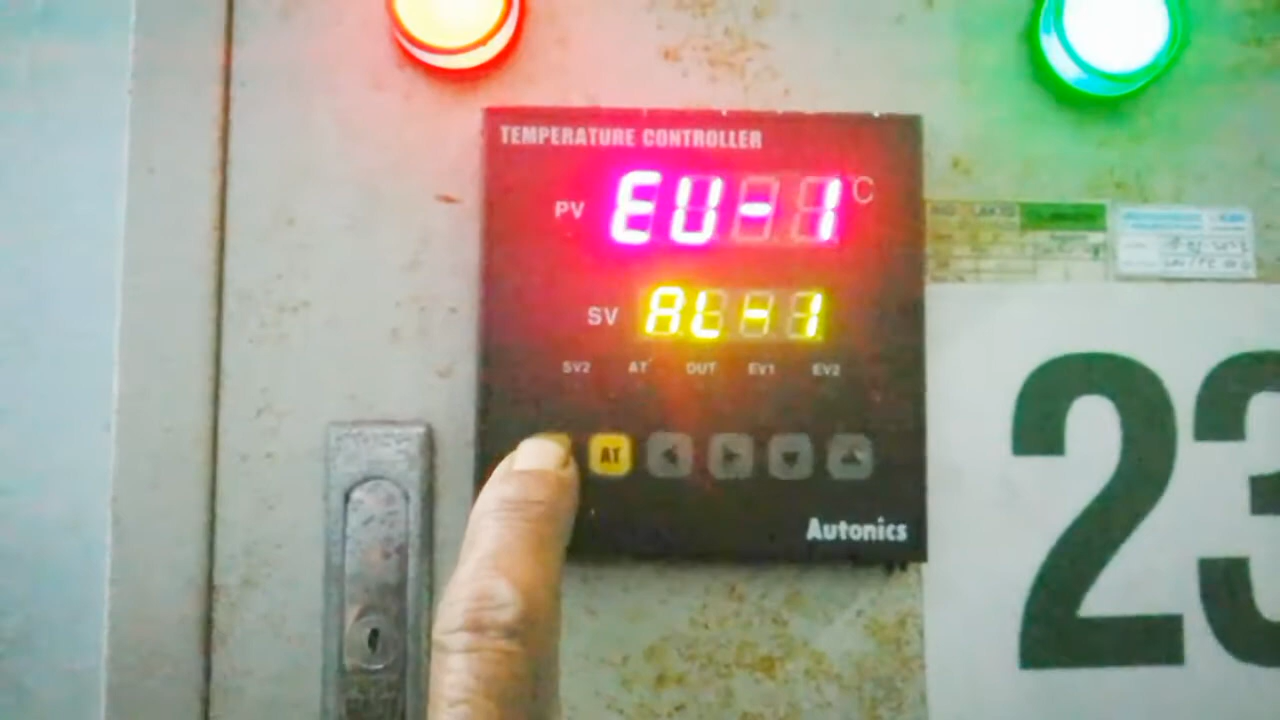 TEMPERATURE CONTROLLER
PV EU-1 °C
SV AL-1
SV2 AT OUT EV1 EV2
AT
Autonics
23